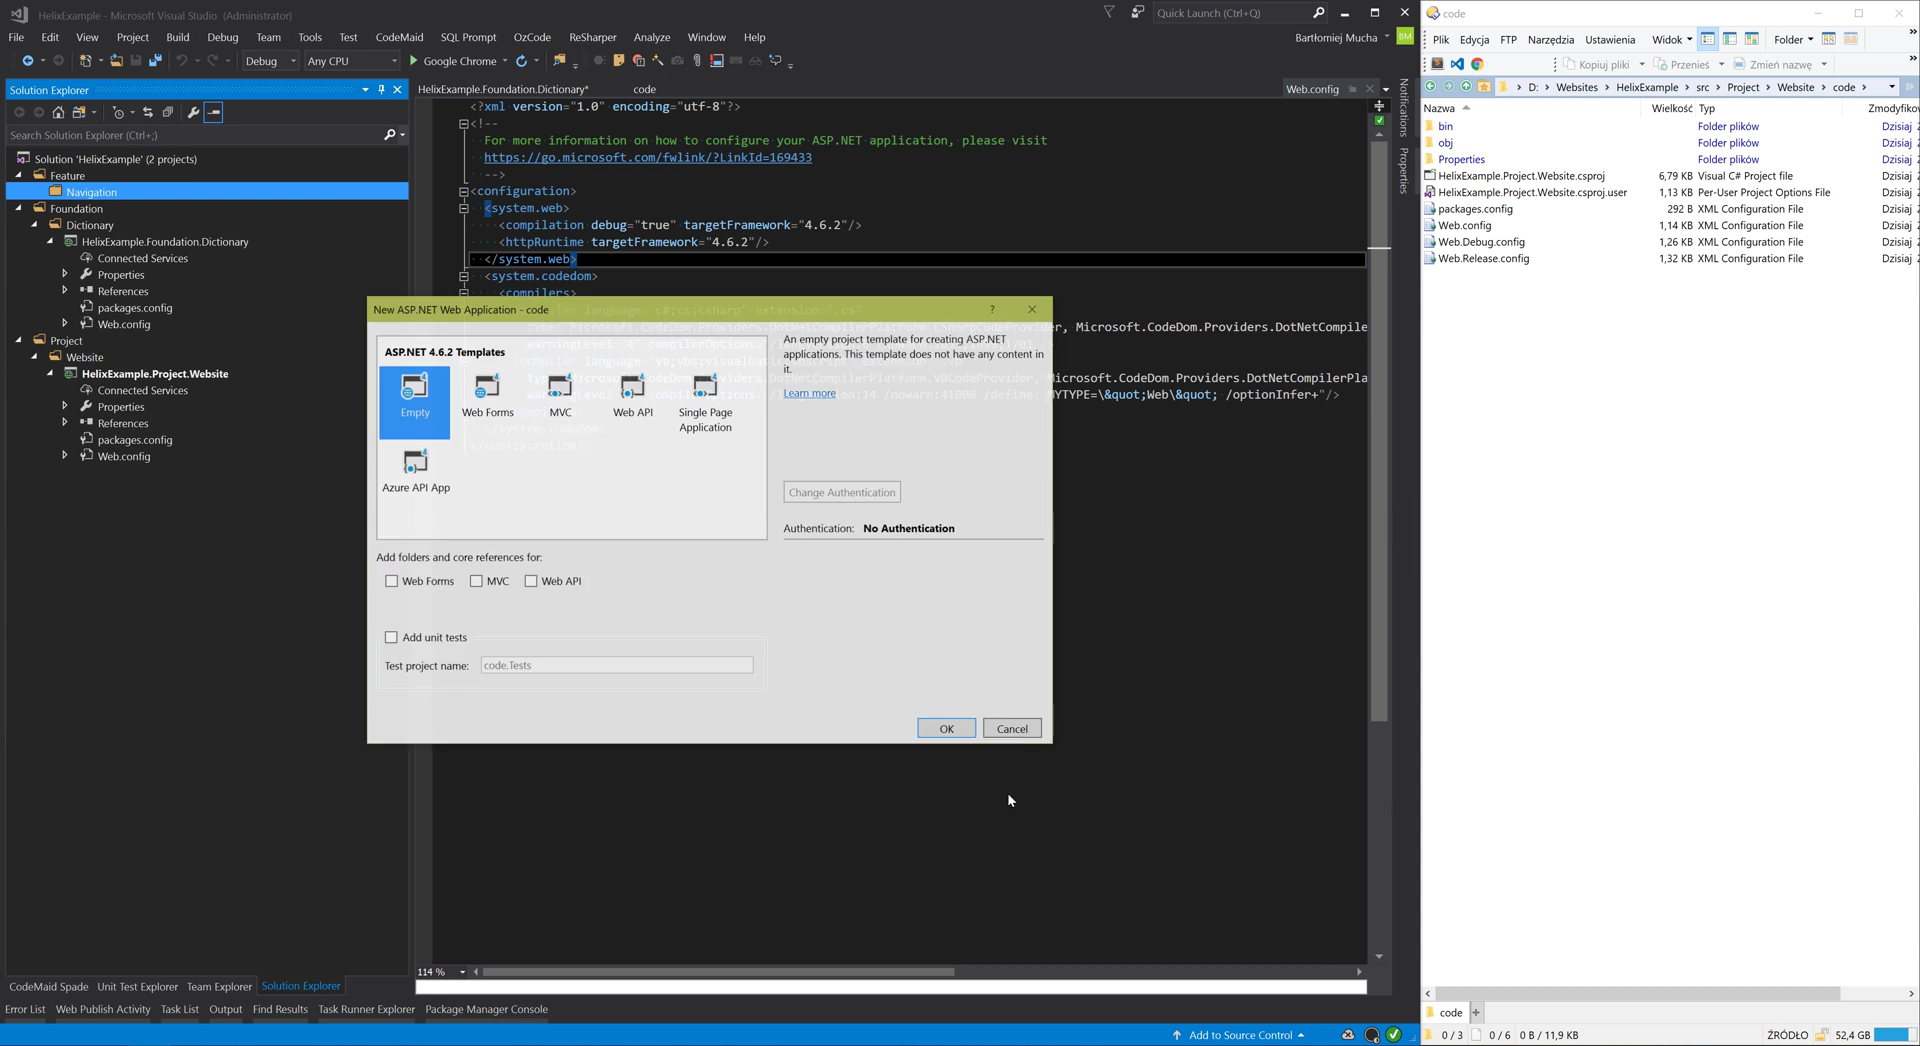 HelixExample - Microsoft Visual Studio (Administrator)
Quick Launch (Ctrl+Q)
File Edit View Project Build Debug Team Tools Test CodeMaid SQL Prompt OzCode ReSharper Analyze Window Help
Bartłomiej Mucha BM
Debug Any CPU Google Chrome
Solution Explorer
Search Solution Explorer (Ctrl+;)
Solution 'HelixExample' (2 projects)
Feature
Navigation
Foundation
Dictionary
HelixExample.Foundation.Dictionary
Connected Services
Properties
References
packages.config
Web.config
Project
Website
HelixExample.Project.Website
Connected Services
Properties
References
packages.config
Web.config
HelixExample.Foundation.Dictionary* code Web.config
<?xml version="1.0" encoding="utf-8"?>
<!--
For more information on how to configure your ASP.NET application, please visit
https://go.microsoft.com/fwlink/?LinkId=169433
-->
<configuration>
<system.web>
<compilation debug="true" targetFramework="4.6.2"/>
<httpRuntime targetFramework="4.6.2"/>
</system.web>
<system.codedom>
<compilers>
Microsoft.CodeDom.Providers.DotNetCompile
icrosoft.CodeDom.Providers.DotNetCompilerPla
MYTYPE=\&quot;Web\&quot; /optionInfer+"/>
New ASP.NET Web Application - code
?
ASP.NET 4.6.2 Templates
Empty
Web Forms
MVC
Web API
Single Page
Application
Azure API App
An empty project template for creating ASP.NET
applications. This template does not have any content in
it.
Learn more
Change Authentication
Authentication: No Authentication
Add folders and core references for:
Web Forms MVC Web API
Add unit tests
Test project name: code.Tests
OK Cancel
114 %
Notifications
Properties
CodeMaid Spade Unit Test Explorer Team Explorer Solution Explorer
Error List Web Publish Activity Task List Output Find Results Task Runner Explorer Package Manager Console
Add to Source Control
code
Plik Edycja FTP Narzędzia Ustawienia Widok Folder
Kopiuj pliki Przenieś Zmień nazwę
D: Websites HelixExample src Project Website code
Nazwa Wielkość Typ Zmodyfiko
bin Folder plików Dzisiaj
obj Folder plików Dzisiaj
Properties Folder plików Dzisiaj
HelixExample.Project.Website.csproj 6,79 KB Visual C# Project file Dzisiaj
HelixExample.Project.Website.csproj.user 1,13 KB Per-User Project Options File Dzisiaj
packages.config 292 B XML Configuration File Dzisiaj
Web.config 1,14 KB XML Configuration File Dzisiaj
Web.Debug.config 1,26 KB XML Configuration File Dzisiaj
Web.Release.config 1,32 KB XML Configuration File Dzisiaj
code
0 / 3 0 / 6 0 B / 11,9 KB ŹRÓDŁO 52,4 GB